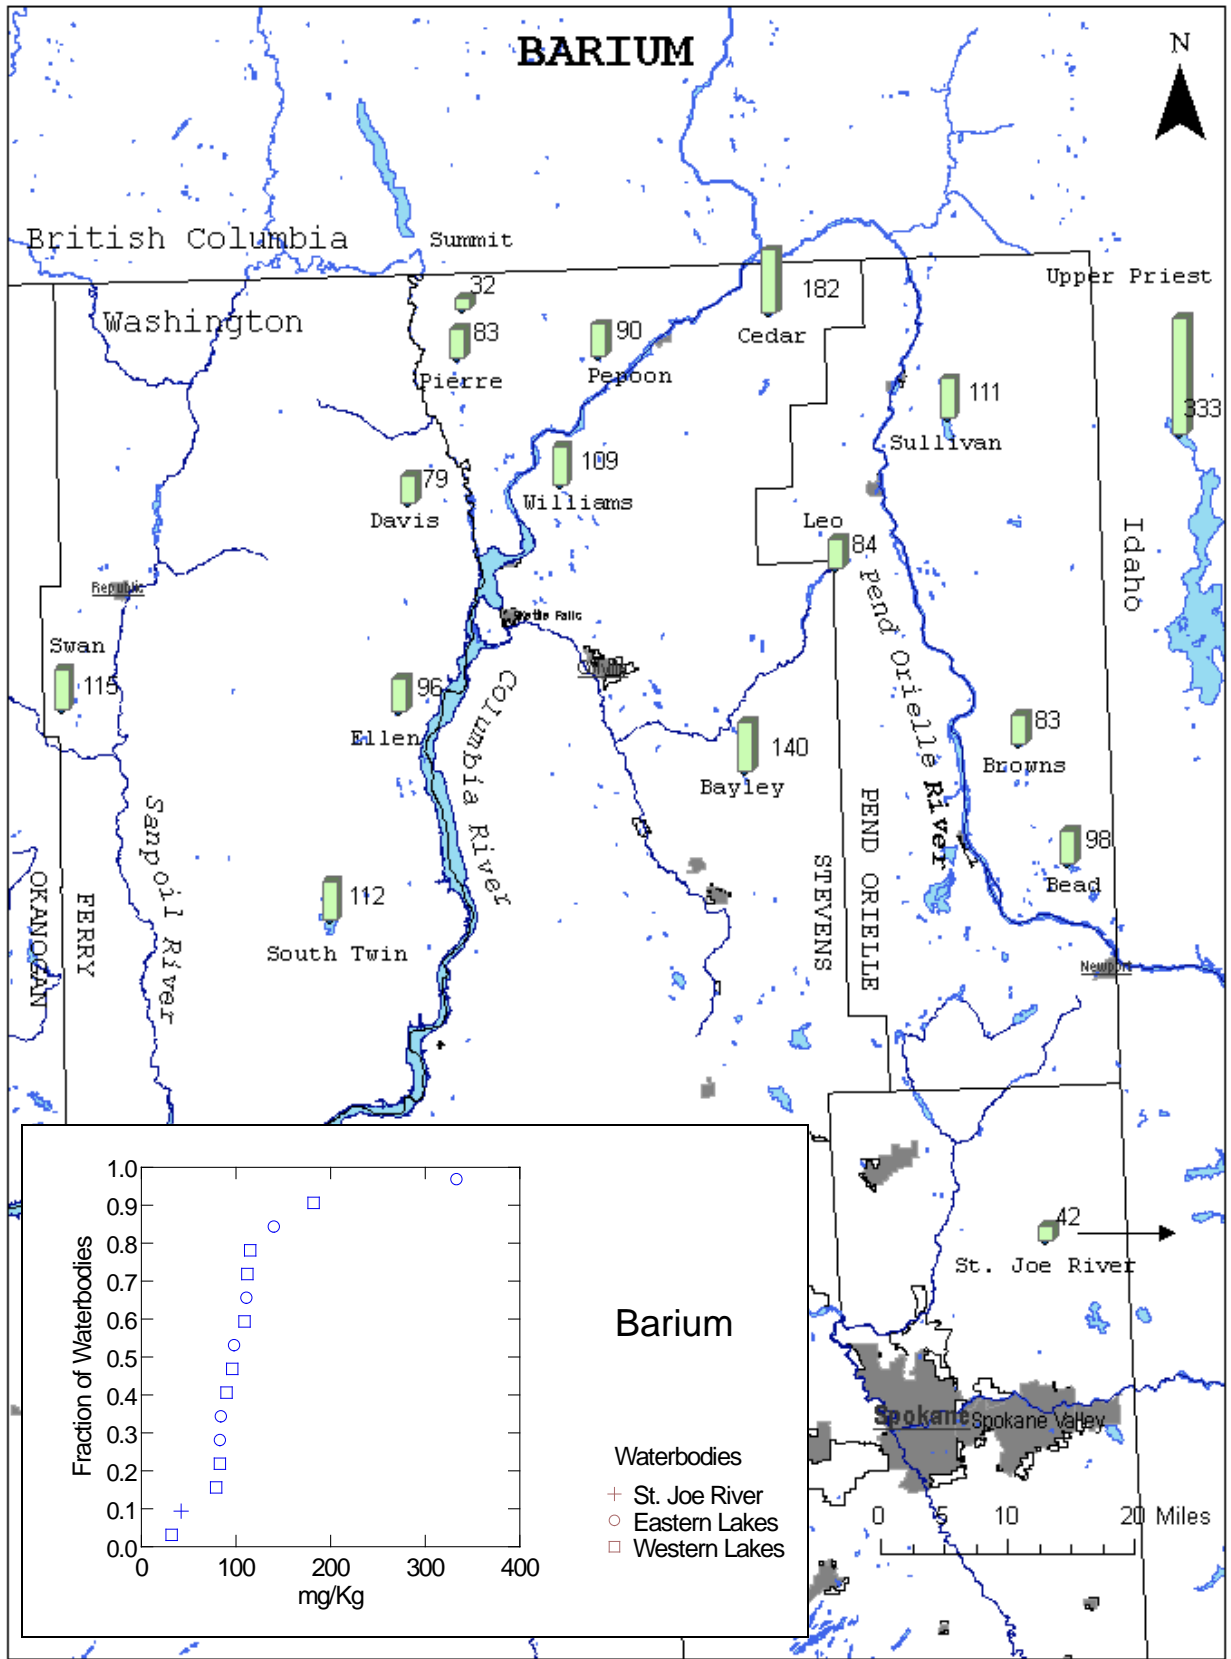 BARIUM
N
British Columbia
Summit
Upper Priest
32
182
Washington
83
90
Cedar
Pierre
Pepoon
111
333
Sullivan
109
79
Williams
Davis
Leo
84
Idaho
Republic
Kettle Falls
Pend Orielle River
Swan
115
96
Columbia River
Ellen
83
140
Browns
Bayley
Sanpoil River
98
Bead
112
South Twin
OKANOGAN
FERRY
STEVENS
PEND ORIELLE
Newport
42
St. Joe River
Spokane
Spokane Valley
0 5 10 20 Miles
1.0
0.9
0.8
0.7
0.6
0.5
0.4
0.3
0.2
0.1
0.0
Fraction of Waterbodies
0 100 200 300 400
mg/Kg
Barium
Waterbodies
St. Joe River
Eastern Lakes
Western Lakes